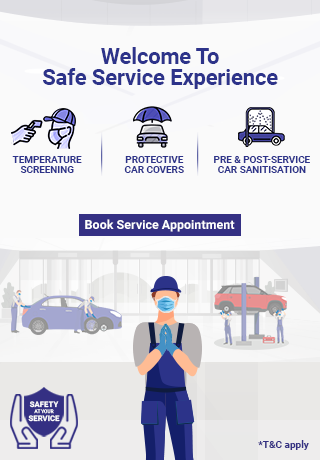 Welcome To
Safe Service Experience
TEMPERATURE
SCREENING
PROTECTIVE
CAR COVERS
PRE & POST-SERVICE
CAR SANITISATION
Book Service Appointment
SAFETY
AT YOUR
SERVICE
*T&C apply